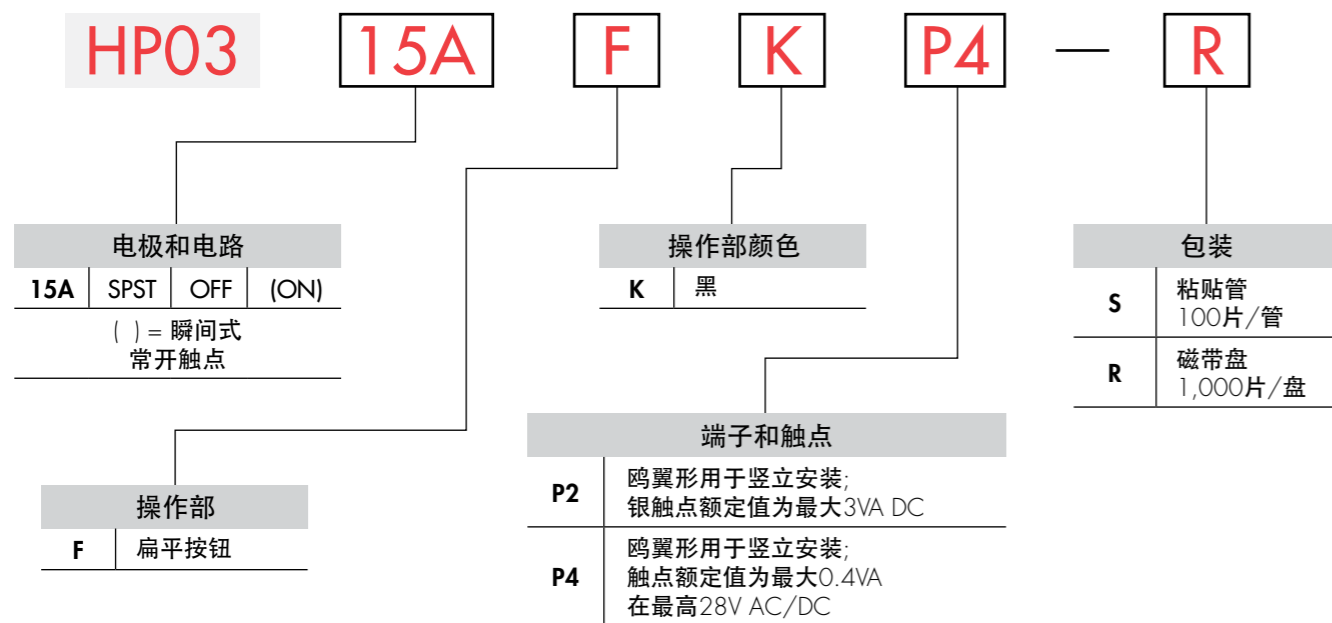 HP03 15A F K P4 — R
电极和电路
15A SPST OFF (ON)
( ) = 瞬间式
常开触点
操作部颜色
K 黑
包装
S 粘贴管
100片/管
R 磁带盘
1,000片/盘
操作部
F 扁平按钮
端子和触点
P2 鸥翼形用于竖立安装;
银触点额定值为最大3VA DC
P4 鸥翼形用于竖立安装;
触点额定值为最大0.4VA
在最高28V AC/DC